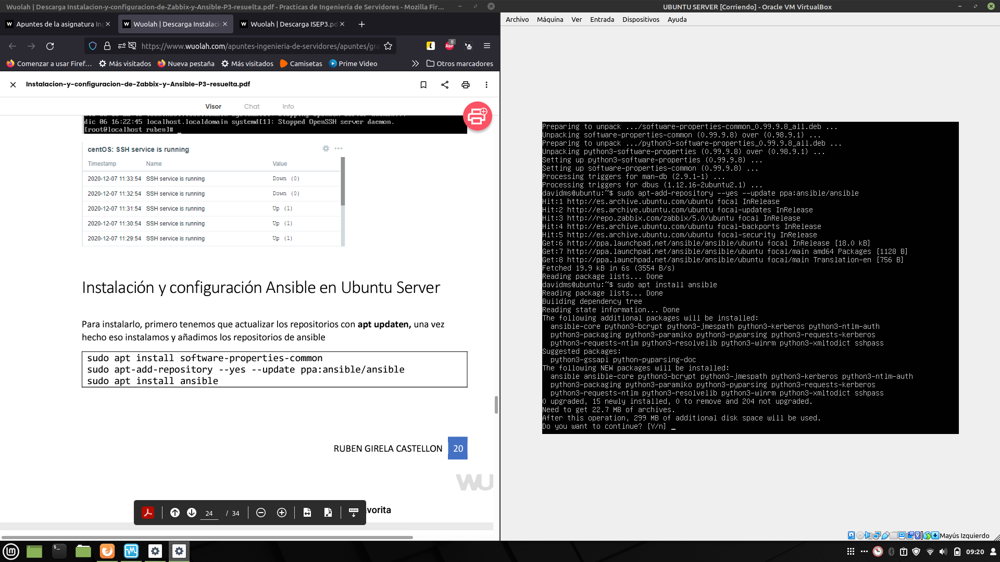 Wuolah | Descarga Instalacion-y-configuracion-de-Zabbix-y-Ansible-P3-resuelta.pdf - Practicas de Ingeniería de Servidores - Mozilla Fir...
Apuntes de la asignatura In
Wuolah | Descarga Instalaci
Wuolah | Descarga ISEP3.pd
https://www.wuolah.com/apuntes-ingenieria-de-servidores/apuntes/gra
8
ABP
Comenzar a usar Firef...
Más visitados
Nueva pestaña
Más visitados
Camisetas
Prime Video
Otros marcadores
Instalacion-y-configuracion-de-Zabbix-y-Ansible-P3-resuelta.pdf
Visor
Chat
Info
dic 06 16:22:45 localhost.localdomain systemd[1]: Stopped OpenSSH server daemon.
[root@localhost ruben]# _
centOS: SSH service is running
Timestamp Name Value
2020-12-07 11:33:54 SSH service is running Down (0)
2020-12-07 11:32:54 SSH service is running Down (0)
2020-12-07 11:31:54 SSH service is running Up (1)
2020-12-07 11:30:54 SSH service is running Up (1)
2020-12-07 11:29:54 SSH service is running Up (1)
Instalación y configuración Ansible en Ubuntu Server
Para instalarlo, primero tenemos que actualizar los repositorios con apt updaten, una vez
hecho eso instalamos y añadimos los repositorios de ansible
sudo apt install software-properties-common
sudo apt-add-repository --yes --update ppa:ansible/ansible
sudo apt install ansible
RUBEN GIRELA CASTELLON 20
WU
vorita
24 / 34
UBUNTU SERVER [Corriendo] - Oracle VM VirtualBox
Archivo Máquina Ver Entrada Dispositivos Ayuda
Preparing to unpack .../software-properties-common_0.99.9.8_all.deb ...
Unpacking software-properties-common (0.99.9.8) over (0.98.9.1) ...
Preparing to unpack .../python3-software-properties_0.99.9.8_all.deb ...
Unpacking python3-software-properties (0.99.9.8) over (0.98.9.1) ...
Setting up python3-software-properties (0.99.9.8) ...
Setting up software-properties-common (0.99.9.8) ...
Processing triggers for man-db (2.9.1-1) ...
Processing triggers for dbus (1.12.16-2ubuntu2.1) ...
davidms@ubuntu:~$ sudo apt-add-repository --yes --update ppa:ansible/ansible
Hit:1 http://es.archive.ubuntu.com/ubuntu focal InRelease
Hit:2 http://es.archive.ubuntu.com/ubuntu focal-updates InRelease
Hit:3 http://repo.zabbix.com/zabbix/5.0/ubuntu focal InRelease
Hit:4 http://es.archive.ubuntu.com/ubuntu focal-backports InRelease
Hit:5 http://es.archive.ubuntu.com/ubuntu focal-security InRelease
Get:6 http://ppa.launchpad.net/ansible/ansible/ubuntu focal InRelease [18.0 kB]
Get:7 http://ppa.launchpad.net/ansible/ansible/ubuntu focal/main amd64 Packages [1128 B]
Get:8 http://ppa.launchpad.net/ansible/ansible/ubuntu focal/main Translation-en [756 B]
Fetched 19.9 kB in 6s (3554 B/s)
Reading package lists... Done
davidms@ubuntu:~$ sudo apt install ansible
Reading package lists... Done
Building dependency tree
Reading state information... Done
The following additional packages will be installed:
ansible-core python3-bcrypt python3-jmespath python3-kerberos python3-ntlm-auth
python3-packaging python3-paramiko python3-pyparsing python3-requests-kerberos
python3-requests-ntlm python3-resolvelib python3-winrm python3-xmltodict sshpass
Suggested packages:
python3-gssapi python-pyparsing-doc
The following NEW packages will be installed:
ansible ansible-core python3-bcrypt python3-jmespath python3-kerberos python3-ntlm-auth
python3-packaging python3-paramiko python3-pyparsing python3-requests-kerberos
python3-requests-ntlm python3-resolvelib python3-winrm python3-xmltodict sshpass
0 upgraded, 15 newly installed, 0 to remove and 204 not upgraded.
Need to get 22.7 MB of archives.
After this operation, 299 MB of additional disk space will be used.
Do you want to continue? [Y/n] _
Mayús Izquierdo
09:20